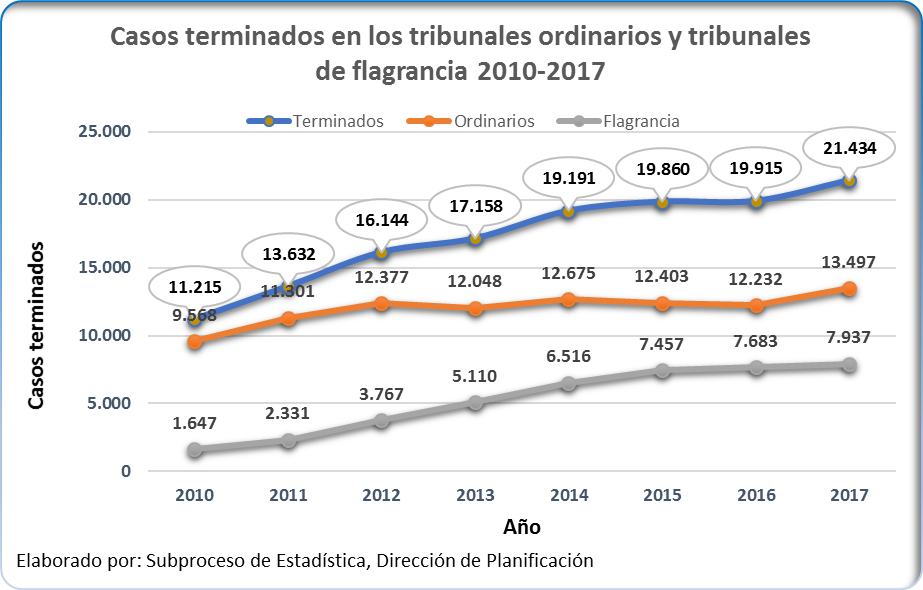 Casos terminados en los tribunales ordinarios y tribunales
de flagrancia 2010-2017
Terminados Ordinarios Flagrancia
25.000
20.000
15.000
10.000
5.000
0
Casos terminados
11.215 13.632 16.144 17.158 19.191 19.860 19.915 21.434
9.568 11.301 12.377 12.048 12.675 12.403 12.232 13.497
1.647 2.331 3.767 5.110 6.516 7.457 7.683 7.937
2010 2011 2012 2013 2014 2015 2016 2017
Año
Elaborado por: Subproceso de Estadística, Dirección de Planificación